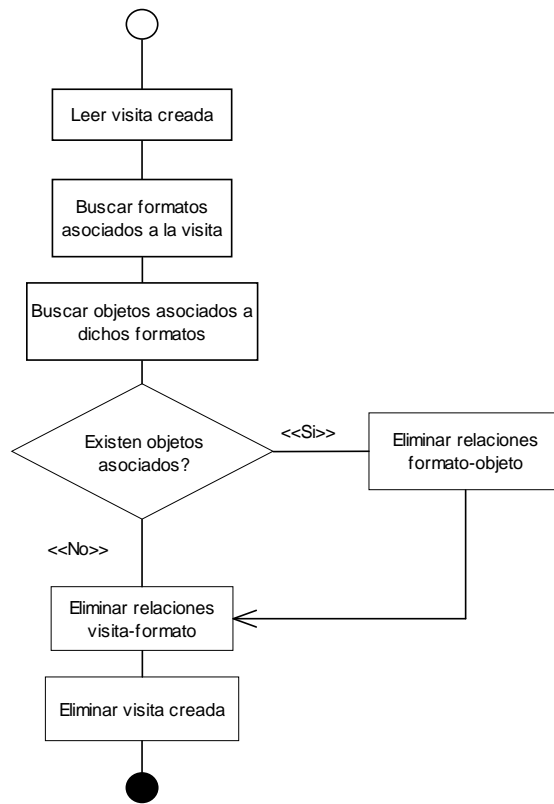 Leer visita creada
Buscar formatos
asociados a la visita
Buscar objetos asociados a
dichos formatos
Existen objetos
asociados?
<<Si>>
Eliminar relaciones
formato-objeto
<<No>>
Eliminar relaciones
visita-formato
Eliminar visita creada